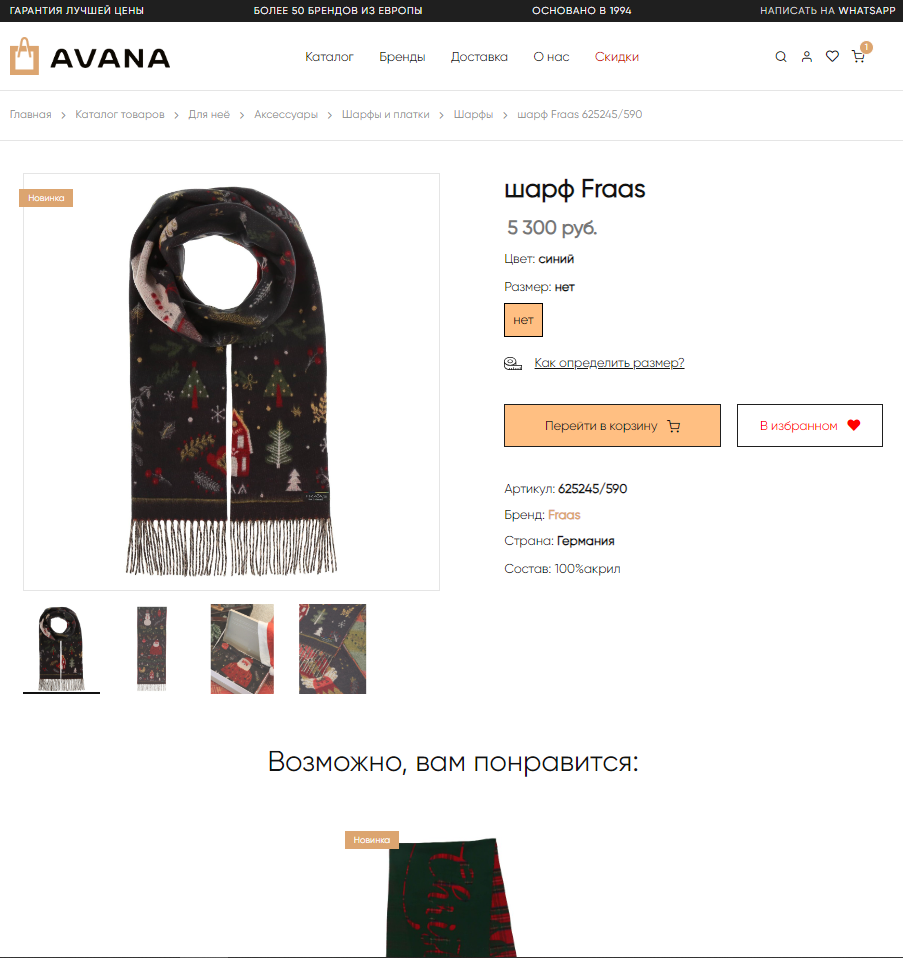 ГАРАНТИЯ ЛУЧШЕЙ ЦЕНЫ БОЛЕЕ 50 БРЕНДОВ ИЗ ЕВРОПЫ ОСНОВАНО В 1994 НАПИСАТЬ НА WHATSAPP
AVANA Каталог Бренды Доставка О нас Скидки 1
Главная Каталог товаров Для неё Аксессуары Шарфы и платки Шарфы шарф Fraas 625245/590
Новинка
шарф Fraas
5 300 руб.
Цвет: синий
Размер: нет
нет
Как определить размер?
Перейти в корзину В избранном
Артикул: 625245/590
Бренд: Fraas
Страна: Германия
Состав: 100%акрил
FRAAS
Возможно, вам понравится:
Новинка